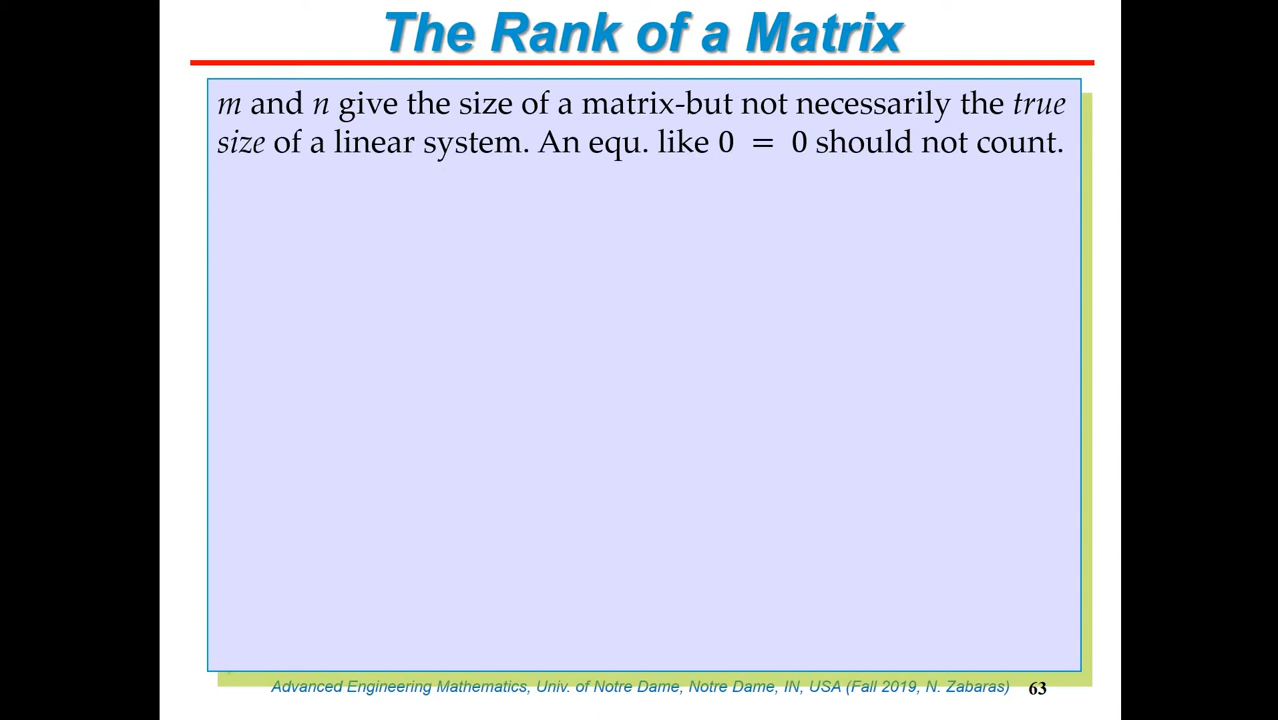 The Rank of a Matrix
m and n give the size of a matrix-but not necessarily the true
size of a linear system. An equ. like 0 = 0 should not count.
Advanced Engineering Mathematics, Univ. of Notre Dame, Notre Dame, IN, USA (Fall 2019, N. Zabaras) 63